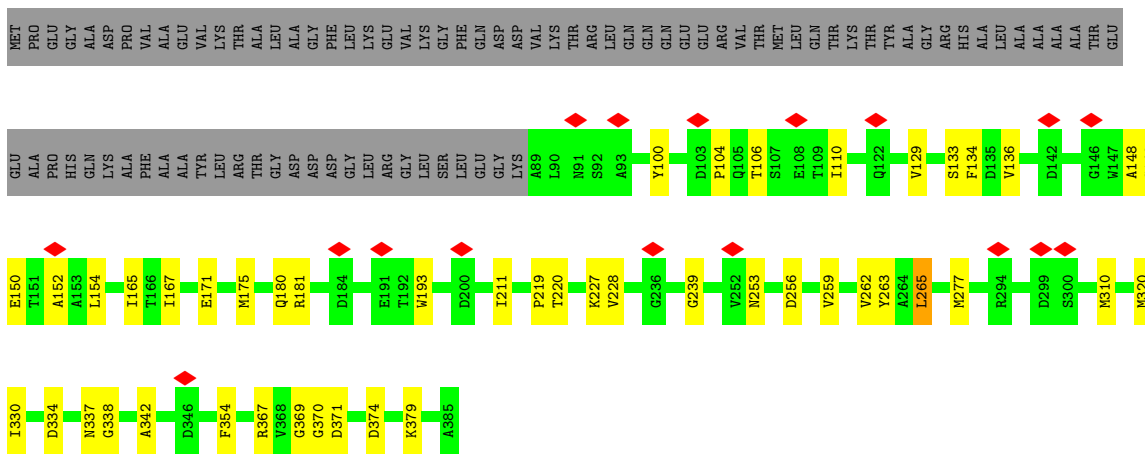 MET PRO GLU GLY ALA ASP PRO VAL ALA GLU VAL LYS THR ALA LEU ALA GLY PHE LEU LYS GLU VAL LYS GLY PHE GLN ASP ASP VAL LYS THR ARG LEU GLN GLN GLN GLU GLU ARG VAL THR MET LEU GLN THR LYS THR TYR ALA GLY ARG HIS ALA LEU ALA ALA ALA ALA THR GLU
GLU ALA PRO HIS GLN LYS ALA PHE ALA ALA TYR LEU ARG THR GLY ASP ASP ASP GLY LEU ARG GLY LEU SER LEU GLU GLY LYS A89 L90 N91 S92 A93 Y100 D103 P104 Q105 T106 S107 E108 T109 I110 Q122 V129 S133 F134 D135 V136 D142 G146 W147 A148
E150 T151 A152 A153 L154 I165 T166 I167 E171 M175 Q180 R181 D184 E191 T192 W193 D200 I211 P219 T220 K227 V228 G236 G239 V252 N253 D256 V259 V262 Y263 A264 L265 M277 R294 D299 S300 M310 M320
I330 D334 N337 G338 A342 D346 F354 R367 V368 G369 G370 D371 D374 K379 A385